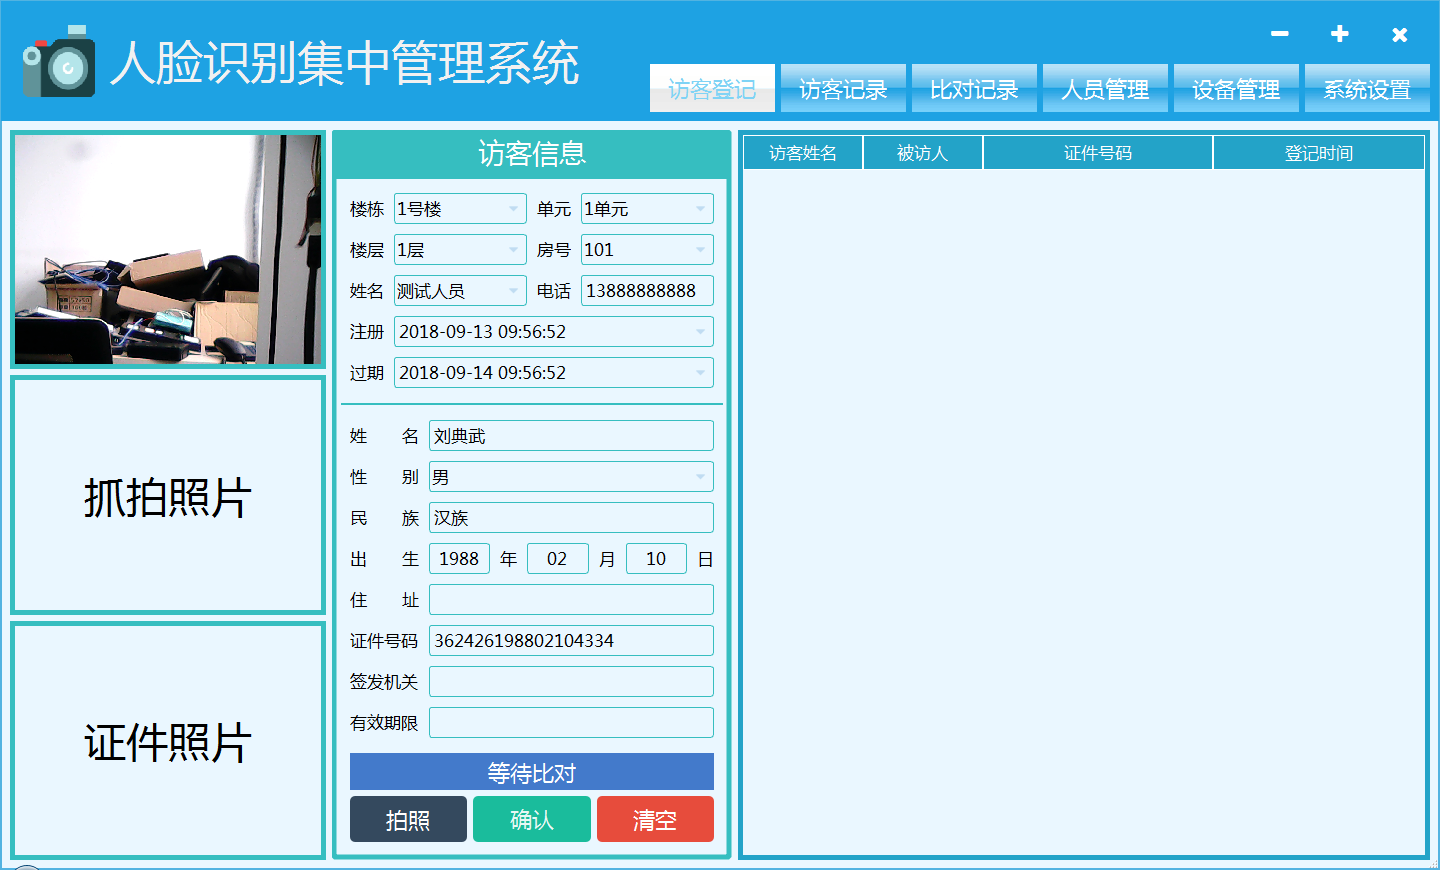 人脸识别集中管理系统
访客登记 访客记录 比对记录 人员管理 设备管理 系统设置
访客信息
楼栋 1号楼 单元 1单元
楼层 1层 房号 101
姓名 测试人员 电话 13888888888
注册 2018-09-13 09:56:52
过期 2018-09-14 09:56:52
姓名 刘典武
性别 男
民族 汉族
出生 1988 年 02 月 10 日
住址
证件号码 362426198802104334
签发机关
有效期限
等待比对
拍照 确认 清空
抓拍照片
证件照片
访客姓名 被访人 证件号码 登记时间